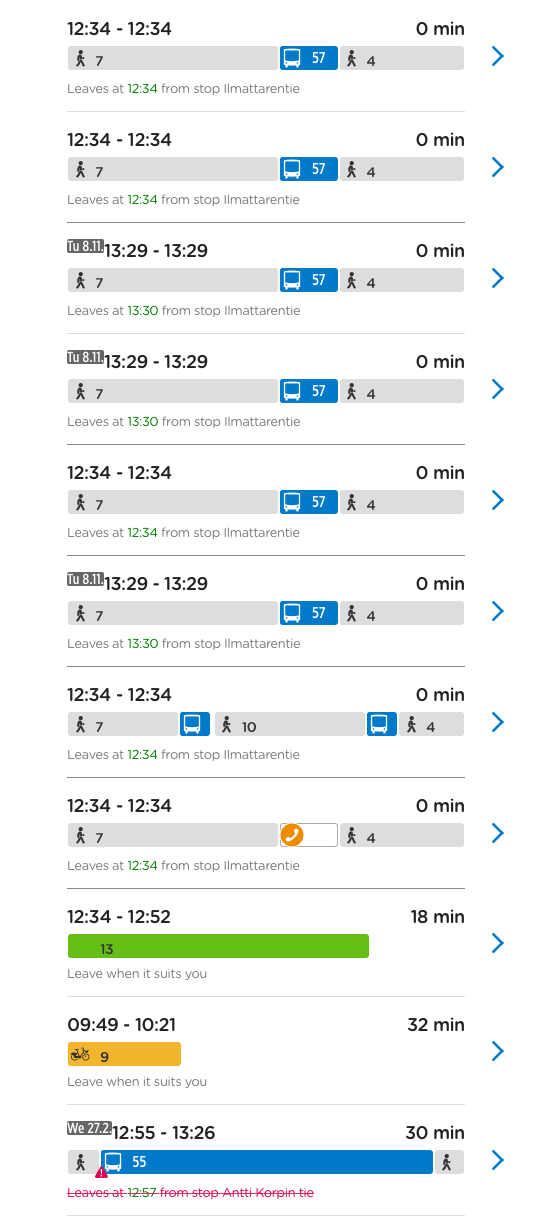 12:34 - 12:34 0 min
7 57 4
Leaves at 12:34 from stop Ilmattarentie
12:34 - 12:34 0 min
7 57 4
Leaves at 12:34 from stop Ilmattarentie
Tu 8.11. 13:29 - 13:29 0 min
7 57 4
Leaves at 13:30 from stop Ilmattarentie
Tu 8.11. 13:29 - 13:29 0 min
7 57 4
Leaves at 13:30 from stop Ilmattarentie
12:34 - 12:34 0 min
7 57 4
Leaves at 12:34 from stop Ilmattarentie
Tu 8.11. 13:29 - 13:29 0 min
7 57 4
Leaves at 13:30 from stop Ilmattarentie
12:34 - 12:34 0 min
7 10 4
Leaves at 12:34 from stop Ilmattarentie
12:34 - 12:34 0 min
7 4
Leaves at 12:34 from stop Ilmattarentie
12:34 - 12:52 18 min
13
Leave when it suits you
09:49 - 10:21 32 min
9
Leave when it suits you
We 27.2. 12:55 - 13:26 30 min
55
Leaves at 12:57 from stop Antti Korpin tie